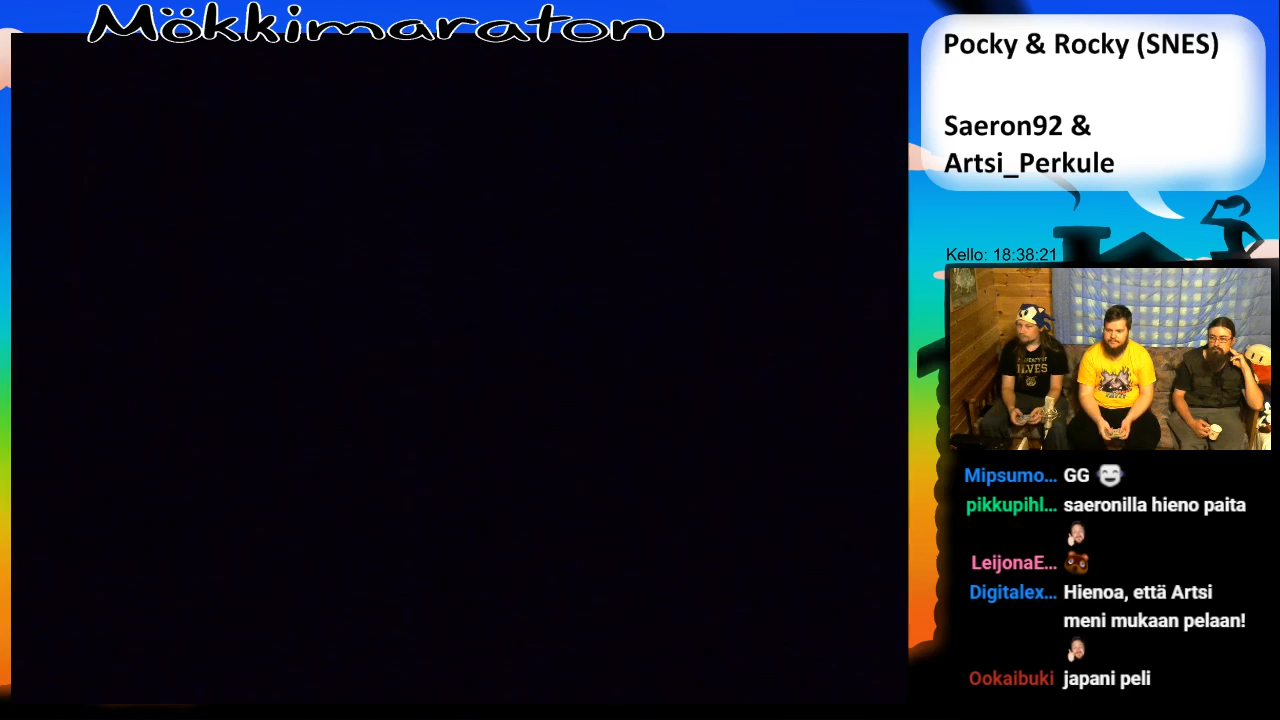 Mökkimaraton
Pocky & Rocky (SNES)
Saeron92 &
Artsi_Perkule
Kello: 18:38:21
Mipsumo... GG
pikkupihl... saeronilla hieno paita
LeijonaE...
Digitalex... Hienoa, että Artsi
meni mukaan pelaan!
Ookaibuki japani peli